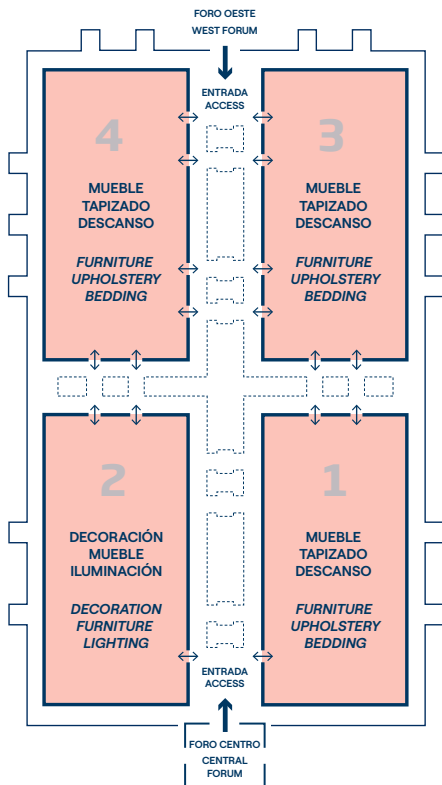 FORO OESTE
WEST FORUM
ENTRADA
ACCESS
4
MUEBLE
TAPIZADO
DESCANSO
FURNITURE
UPHOLSTERY
BEDDING
3
MUEBLE
TAPIZADO
DESCANSO
FURNITURE
UPHOLSTERY
BEDDING
2
DECORACIÓN
MUEBLE
ILUMINACIÓN
DECORATION
FURNITURE
LIGHTING
1
MUEBLE
TAPIZADO
DESCANSO
FURNITURE
UPHOLSTERY
BEDDING
ENTRADA
ACCESS
FORO CENTRO
CENTRAL
FORUM